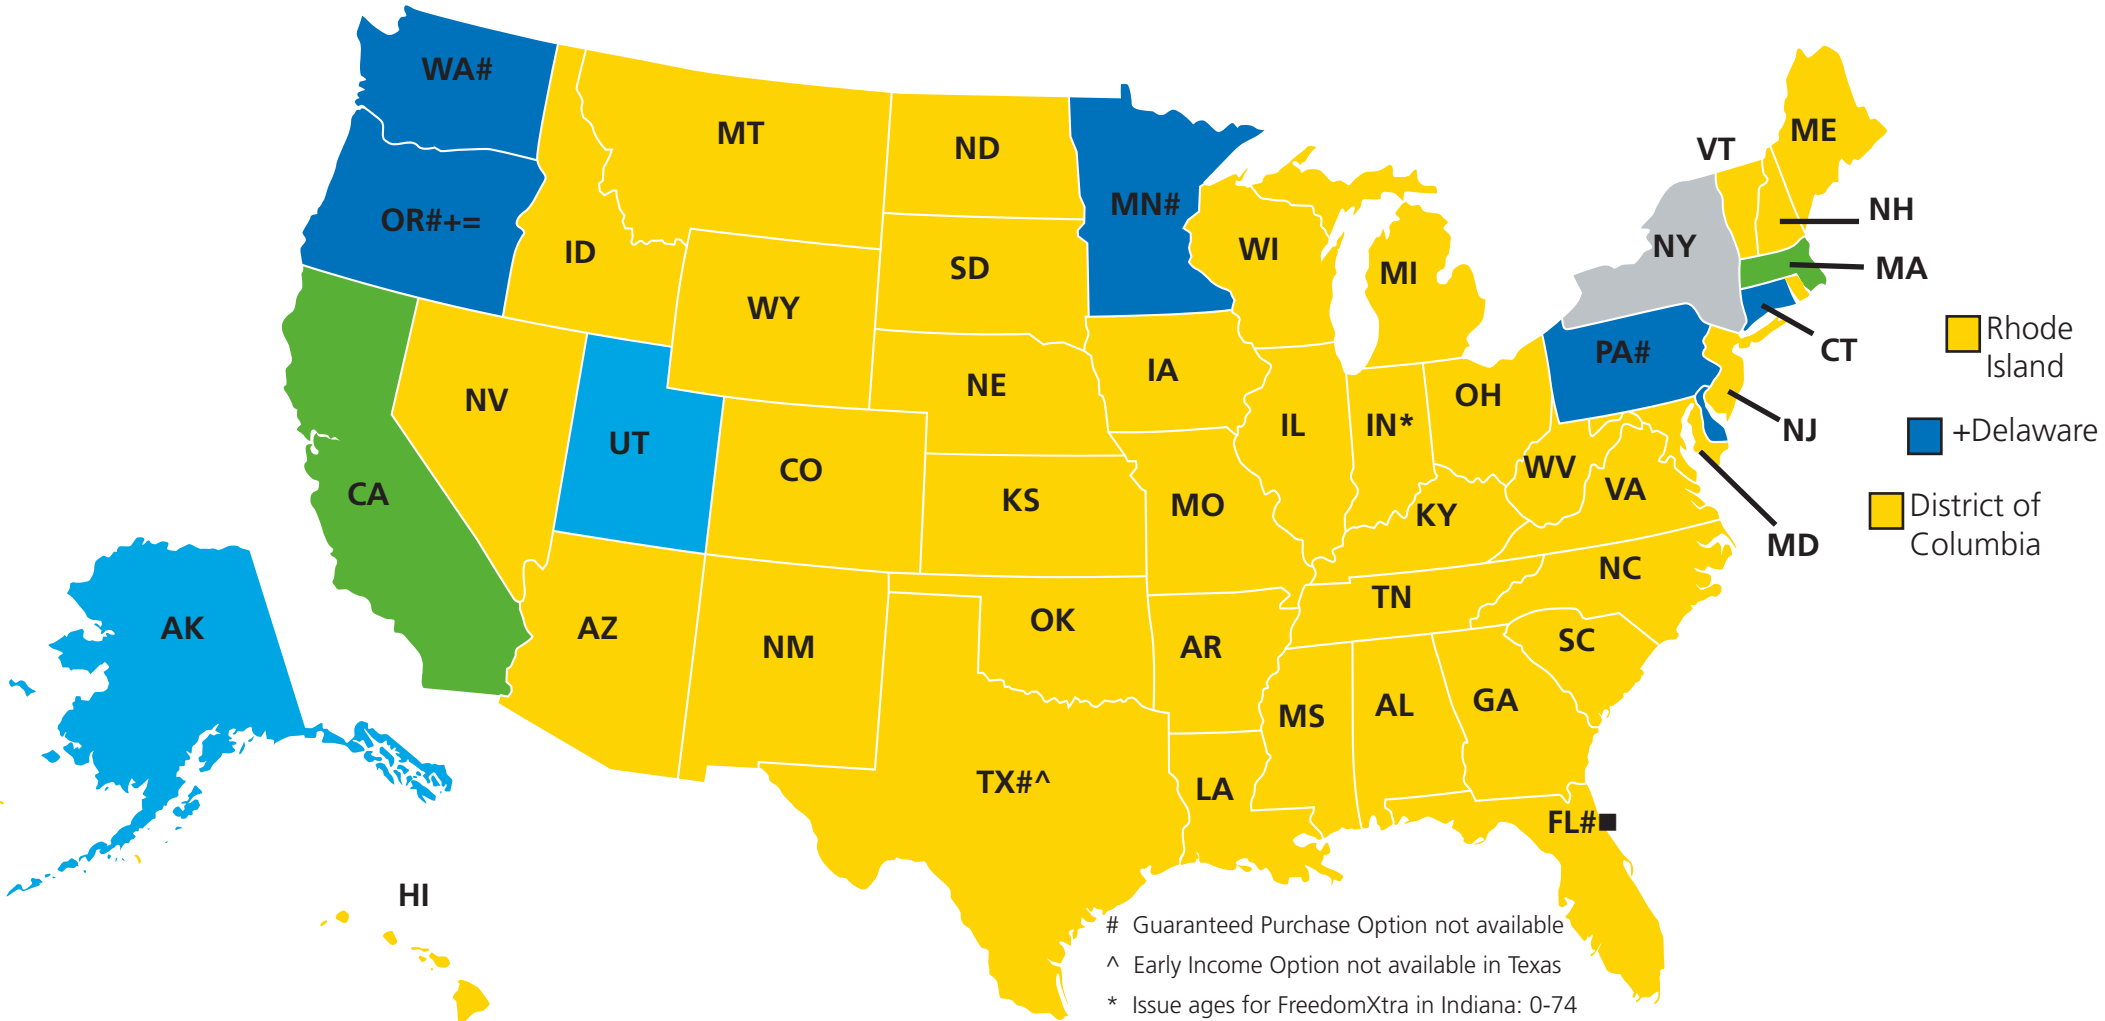 WA#
MT
ND
ME
VT
OR#+=
MN#
NH
ID
WI
NY
SD
MI
MA
WY
Rhode
Island
PA#
CT
IA
NE
NV
OH
IL
IN*
NJ
+Delaware
UT
CO
WV
VA
CA
KS
MO
KY
District of
Columbia
MD
NC
TN
AK
AZ
OK
NM
AR
SC
MS
AL
GA
TX#^
LA
FL#■
HI
# Guaranteed Purchase Option not available
^ Early Income Option not available in Texas
* Issue ages for FreedomXtra in Indiana: 0-74